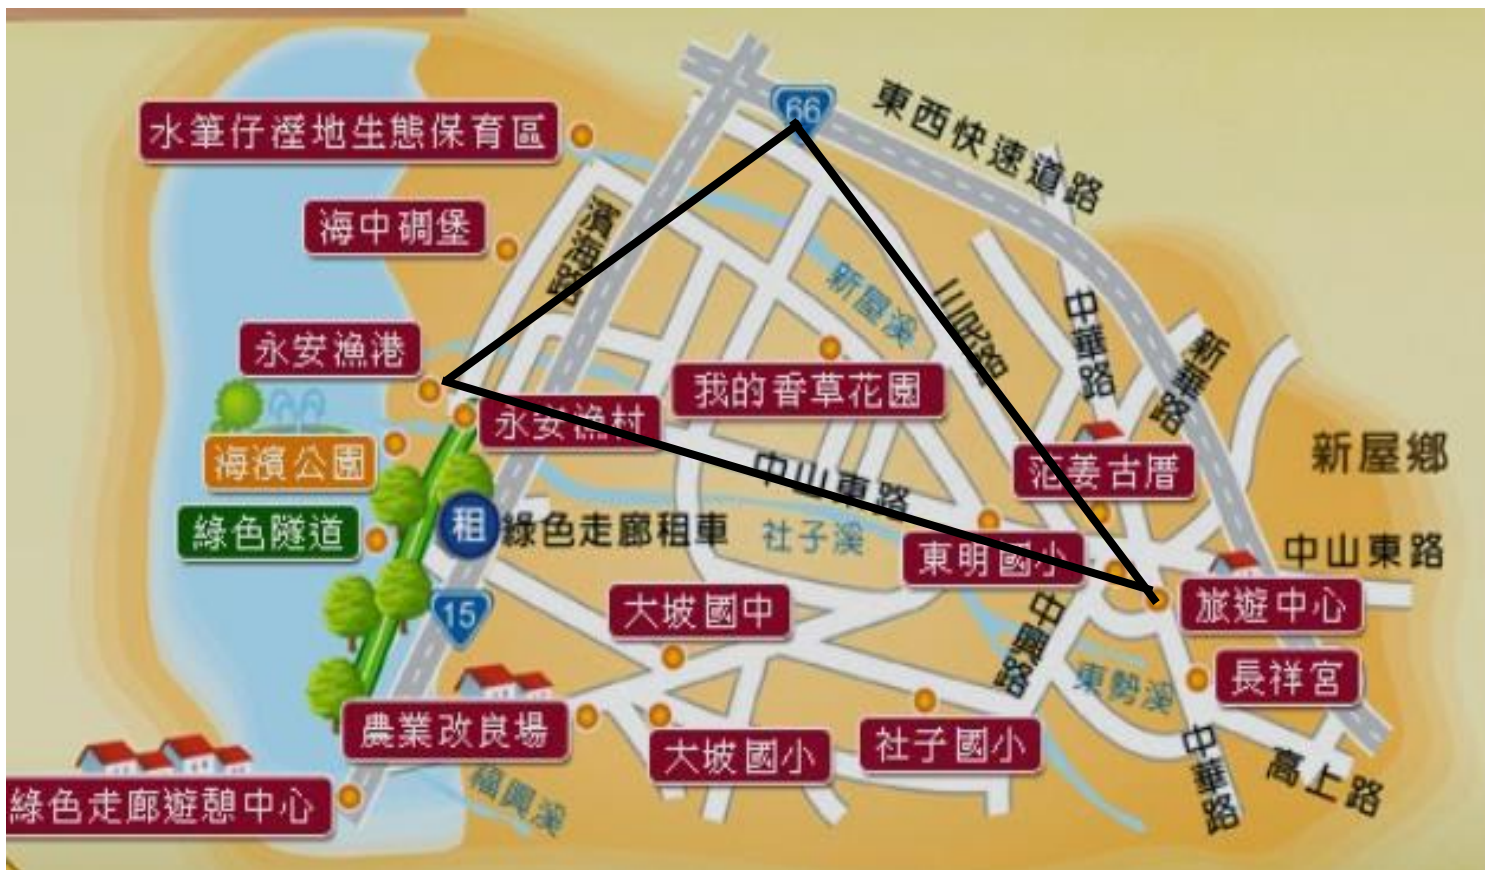 66
東西快速道路
水筆仔溼地生態保育區
海中碉堡
濱海路
新屋溪
中華路
新華路
永安漁港
我的香草花園
永安漁村
海濱公園
范姜古厝
新屋鄉
中山東路
綠色隧道
租
綠色走廊租車
社子溪
東明國小
中山東路
15
大坡國中
中興路
旅遊中心
東勢溪
長祥宮
農業改良場
大坡國小
社子國小
中華路
高上路
綠色走廊遊憩中心